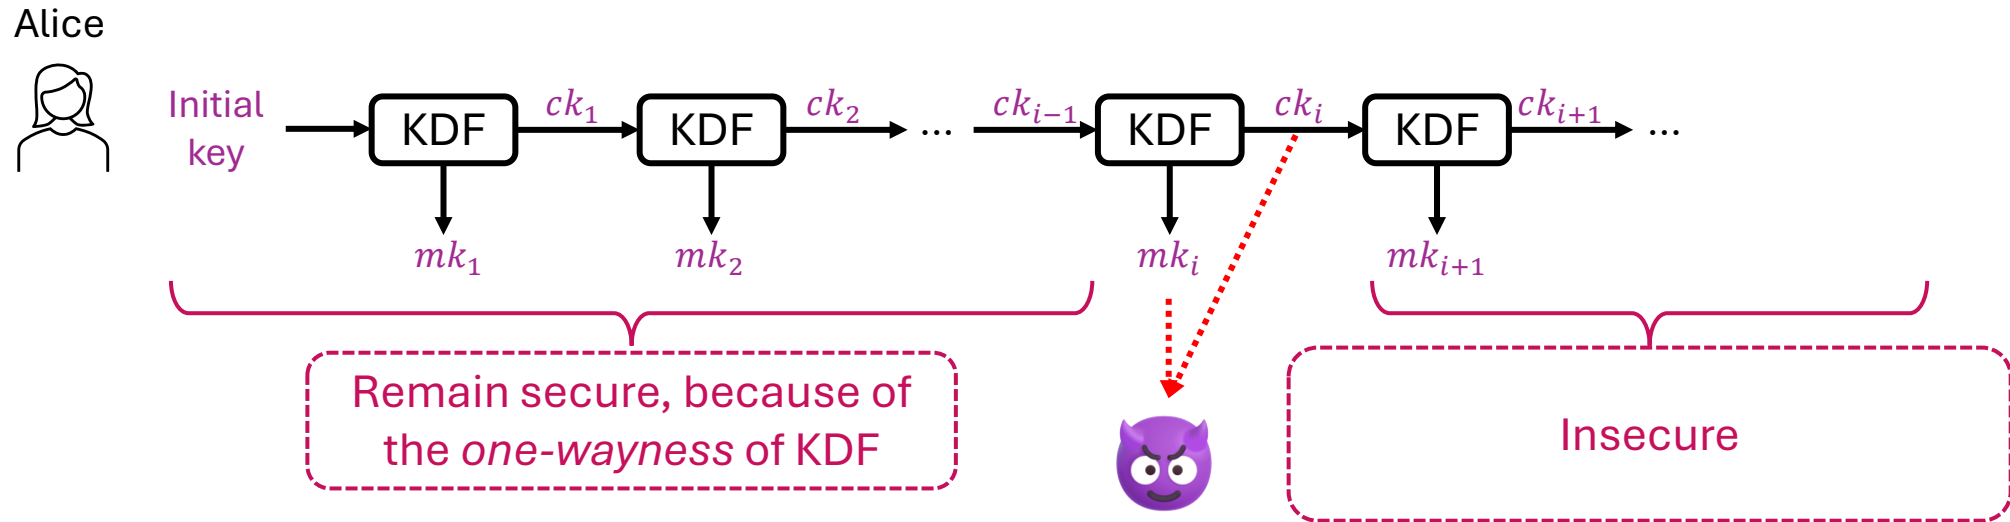 Alice
Initial
key
KDF
ck₁
KDF
ck₂
...
ckᵢ₋₁
KDF
ckᵢ
KDF
ckᵢ₊₁
...
mk₁
mk₂
mkᵢ
mkᵢ₊₁
Remain secure, because of
the one-wayness of KDF
Insecure